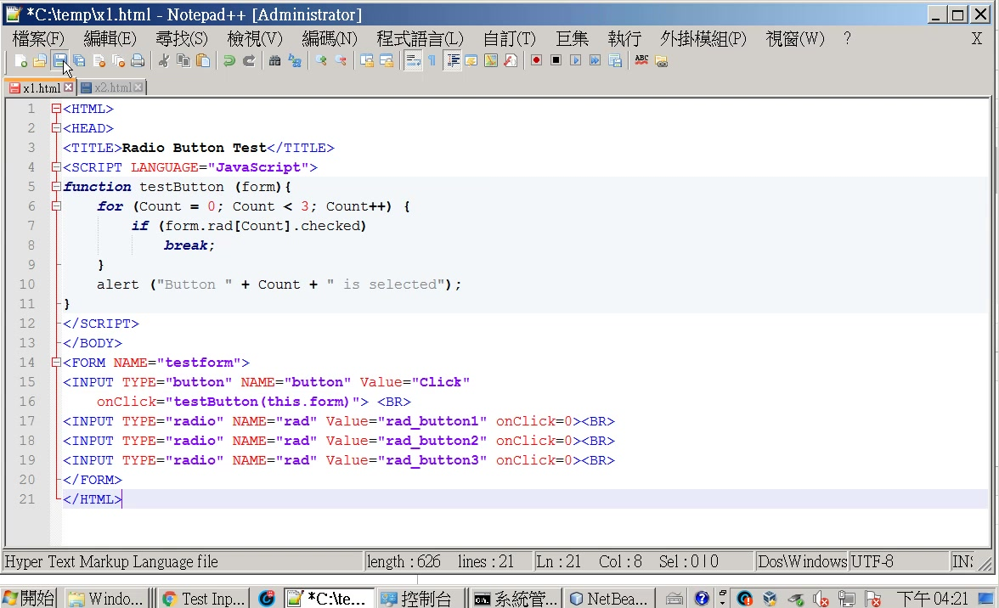 *C:\temp\x1.html - Notepad++ [Administrator]
檔案(F) 編輯(E) 尋找(S) 檢視(V) 編碼(N) 程式語言(L) 自訂(T) 巨集 執行 外掛模組(P) 視窗(W) ? X
ABC
x1.html x2.html
1 <HTML>
2 <HEAD>
3 <TITLE>Radio Button Test</TITLE>
4 <SCRIPT LANGUAGE="JavaScript">
5 function testButton (form){
6 for (Count = 0; Count < 3; Count++) {
7 if (form.rad[Count].checked)
8 break;
9 }
10 alert ("Button " + Count + " is selected");
11 }
12 </SCRIPT>
13 </BODY>
14 <FORM NAME="testform">
15 <INPUT TYPE="button" NAME="button" Value="Click"
16 onClick="testButton(this.form)"> <BR>
17 <INPUT TYPE="radio" NAME="rad" Value="rad_button1" onClick=0><BR>
18 <INPUT TYPE="radio" NAME="rad" Value="rad_button2" onClick=0><BR>
19 <INPUT TYPE="radio" NAME="rad" Value="rad_button3" onClick=0><BR>
20 </FORM>
21 </HTML>
Hyper Text Markup Language file length : 626 lines : 21 Ln : 21 Col : 8 Sel : 0 | 0 Dos\Windows UTF-8 INS
開始 Windo... Test Inp... *C:\te... 控制台 系統管... NetBea... 下午 04:21